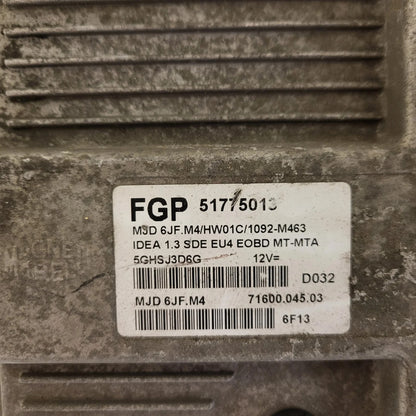 FGP 51775013
MJD 6JF.M4/HW01C/1092-M463
IDEA 1.3 SDE EU4 EOBD MT-MTA
5GHSJ3D6G 12V=
D032
MJD 6JF.M4 71600.045.03
6F13